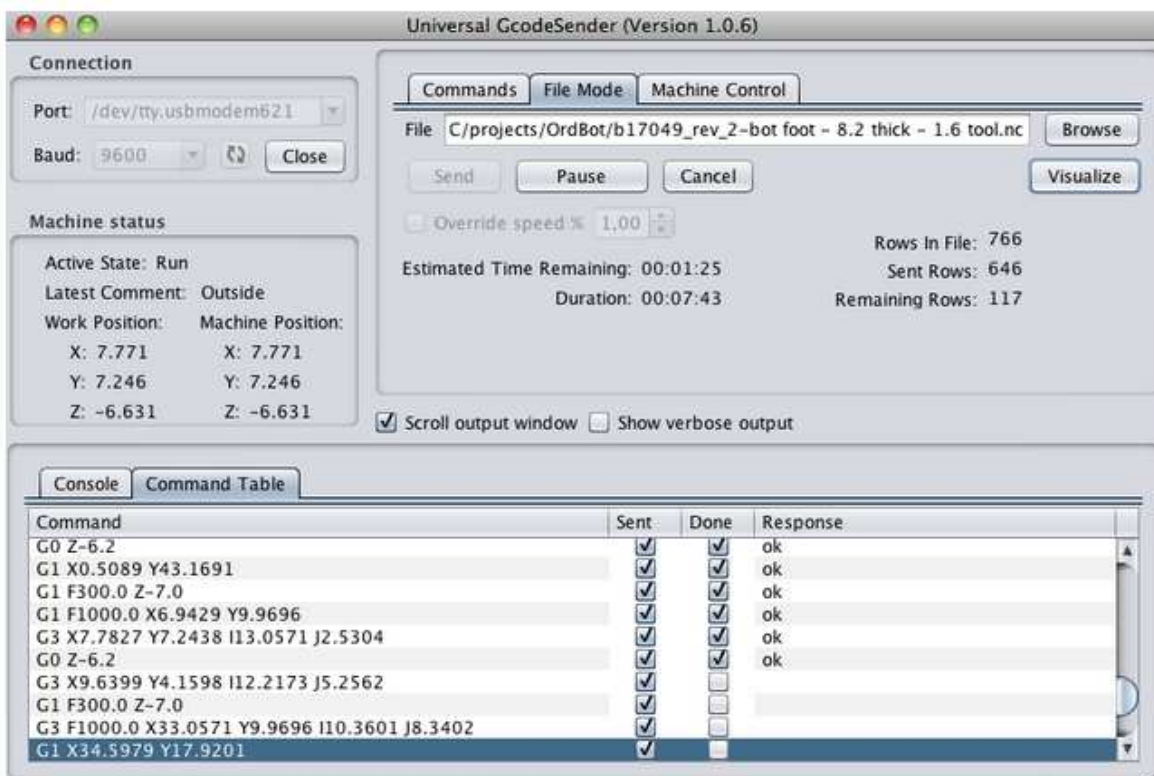 Universal GcodeSender (Version 1.0.6)
Connection
Port: /dev/tty.usbmodem621
Baud: 9600 Close
Machine status
Active State: Run
Latest Comment: Outside
Work Position: Machine Position:
X: 7.771 X: 7.771
Y: 7.246 Y: 7.246
Z: -6.631 Z: -6.631
Commands File Mode Machine Control
File C/projects/OrdBot/b17049_rev_2-bot foot - 8.2 thick - 1.6 tool.nc Browse
Send Pause Cancel Visualize
Override speed % 1,00
Rows In File: 766
Estimated Time Remaining: 00:01:25 Sent Rows: 646
Duration: 00:07:43 Remaining Rows: 117
Scroll output window Show verbose output
Console Command Table
Command Sent Done Response
G0 Z-6.2 ok
G1 X0.5089 Y43.1691 ok
G1 F300.0 Z-7.0 ok
G1 F1000.0 X6.9429 Y9.9696 ok
G3 X7.7827 Y7.2438 I13.0571 J2.5304 ok
G0 Z-6.2 ok
G3 X9.6399 Y4.1598 I12.2173 J5.2562
G1 F300.0 Z-7.0
G3 F1000.0 X33.0571 Y9.9696 I10.3601 J8.3402
G1 X34.5979 Y17.9201